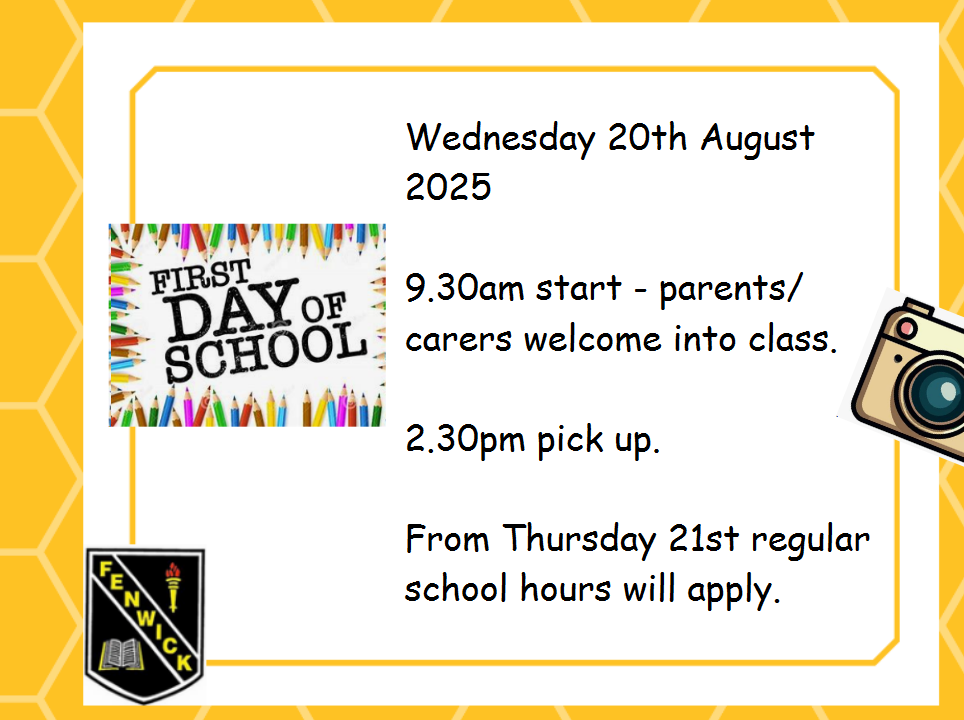 Wednesday 20th August
2025
9.30am start - parents/
carers welcome into class.
2.30pm pick up.
From Thursday 21st regular
school hours will apply.
FIRST
DAY OF
SCHOOL
FENWICK